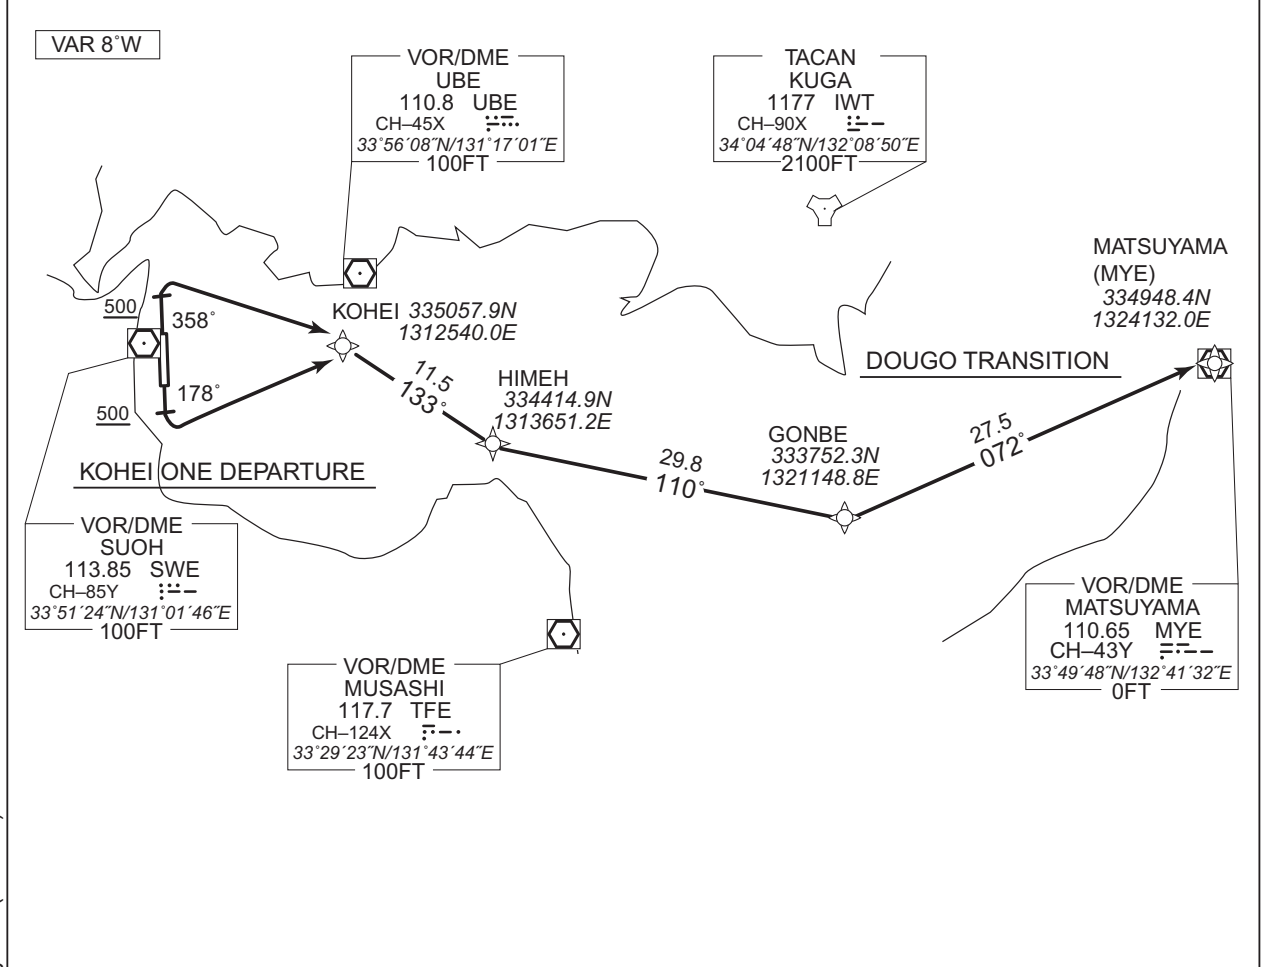 VAR 8˚W
VOR/DME
UBE
110.8 UBE
CH–45X
33˚56´08˝N/131˚17´01˝E
100FT
TACAN
KUGA
1177 IWT
CH–90X
34˚04´48˝N/132˚08´50˝E
2100FT
MATSUYAMA
(MYE)
334948.4N
1324132.0E
500
358˚
KOHEI 335057.9N
1312540.0E
178˚
500
11.5
133˚
HIMEH
334414.9N
1313651.2E
DOUGO TRANSITION
KOHEI ONE DEPARTURE
29.8
110˚
GONBE
333752.3N
1321148.8E
27.5
072˚
VOR/DME
SUOH
113.85 SWE
CH–85Y
33˚51´24˝N/131˚01´46˝E
100FT
VOR/DME
MATSUYAMA
110.65 MYE
CH–43Y
33˚49´48˝N/132˚41´32˝E
0FT
VOR/DME
MUSASHI
117.7 TFE
CH–124X
33˚29´23˝N/131˚43´44˝E
100FT